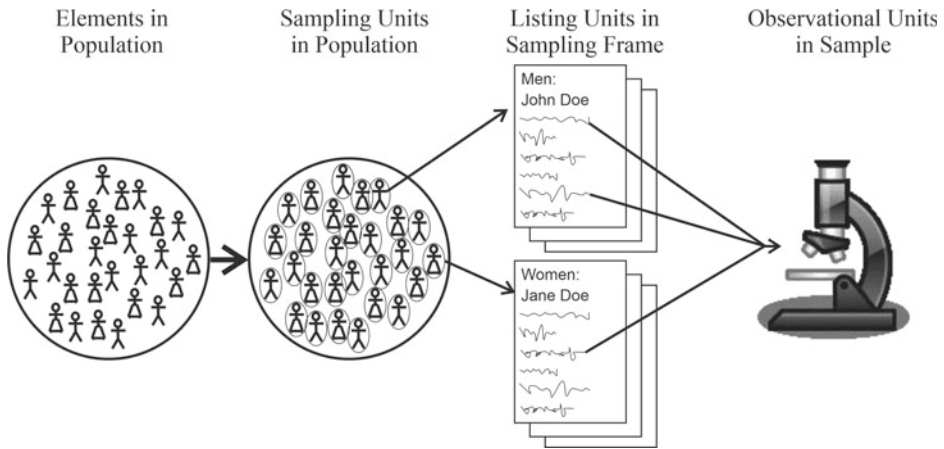 Elements in
Population
Sampling Units
in Population
Listing Units in
Sampling Frame
Observational Units
in Sample
Men:
John Doe
Women:
Jane Doe